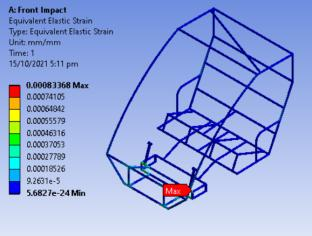 A: Front Impact
Equivalent Elastic Strain
Type: Equivalent Elastic Strain
Unit: mm/mm
Time: 1
15/10/2021 5:11 pm
0.00083368 Max
0.00074105
0.00064842
0.00055579
0.00046316
0.00037053
0.00027789
0.00018526
9.2631e-5
5.6827e-24 Min
Max